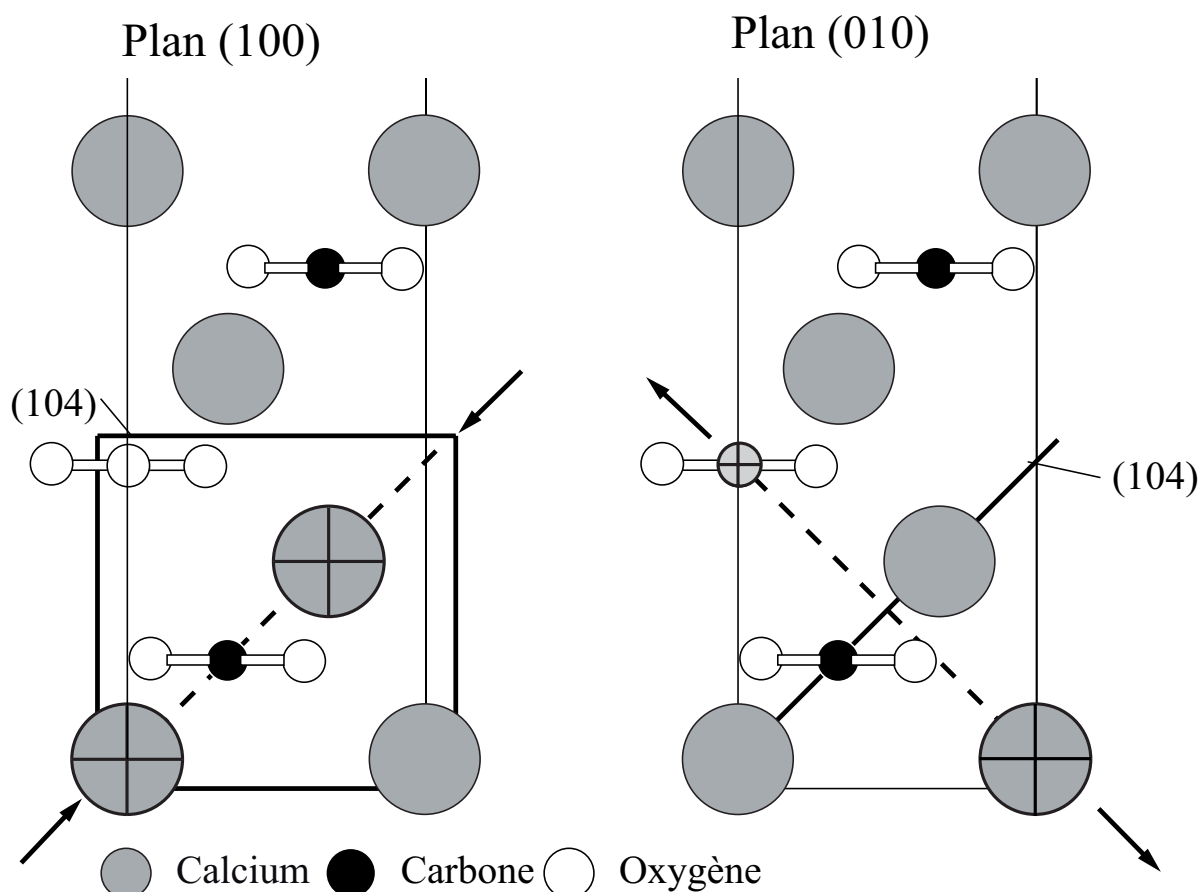 Plan (100)
Plan (010)
(104)
(104)
Calcium Carbone Oxygène